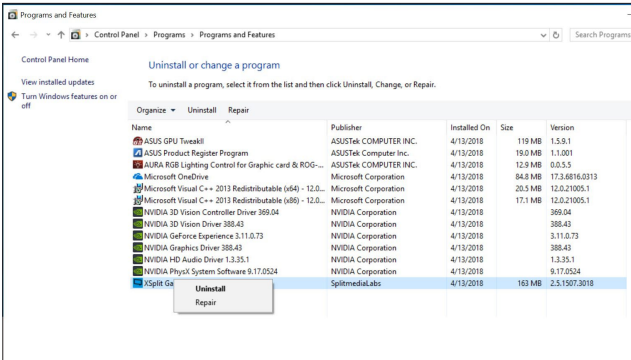 Programs and Features
Control Panel > Programs > Programs and Features
Search Programs
Control Panel Home
View installed updates
Turn Windows features on or
off
Uninstall or change a program
To uninstall a program, select it from the list and then click Uninstall, Change, or Repair.
Organize Uninstall Repair
Name Publisher Installed On Size Version
ASUS GPU TweakII ASUSTek COMPUTER INC. 4/13/2018 119 MB 1.5.9.1
ASUS Product Register Program ASUSTek Computer Inc. 4/13/2018 19.0 MB 1.1.001
AURA RGB Lighting Control for Graphic card & ROG-... ASUSTek COMPUTER INC. 4/13/2018 12.9 MB 0.0.5.5
Microsoft OneDrive Microsoft Corporation 4/13/2018 84.8 MB 17.3.6816.0313
Microsoft Visual C++ 2013 Redistributable (x64) - 12.0... Microsoft Corporation 4/13/2018 20.5 MB 12.0.21005.1
Microsoft Visual C++ 2013 Redistributable (x86) - 12.0... Microsoft Corporation 4/13/2018 17.1 MB 12.0.21005.1
NVIDIA 3D Vision Controller Driver 369.04 NVIDIA Corporation 4/13/2018 369.04
NVIDIA 3D Vision Driver 388.43 NVIDIA Corporation 4/13/2018 388.43
NVIDIA GeForce Experience 3.11.0.73 NVIDIA Corporation 4/13/2018 3.11.0.73
NVIDIA Graphics Driver 388.43 NVIDIA Corporation 4/13/2018 388.43
NVIDIA HD Audio Driver 1.3.35.1 NVIDIA Corporation 4/13/2018 1.3.35.1
NVIDIA PhysX System Software 9.17.0524 NVIDIA Corporation 4/13/2018 9.17.0524
XSplit Ga SplitmediaLabs 4/13/2018 163 MB 2.5.1507.3018
Uninstall
Repair